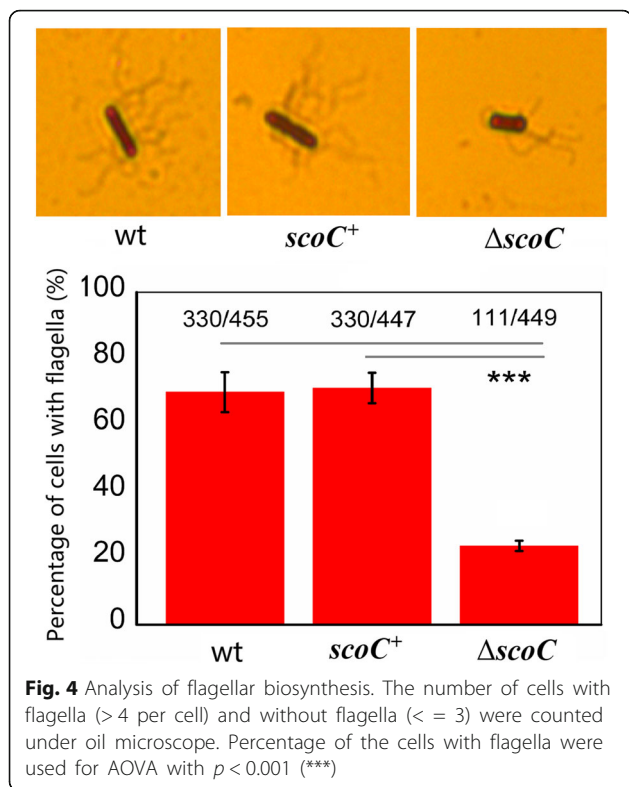 wt scoC⁺ ΔscoC
Percentage of cells with flagella (%)
100
80
60
40
20
0
330/455 330/447 111/449
***
wt scoC⁺ ΔscoC
Fig. 4 Analysis of flagellar biosynthesis. The number of cells with
flagella (> 4 per cell) and without flagella (< = 3) were counted
under oil microscope. Percentage of the cells with flagella were
used for AOVA with p < 0.001 (***)